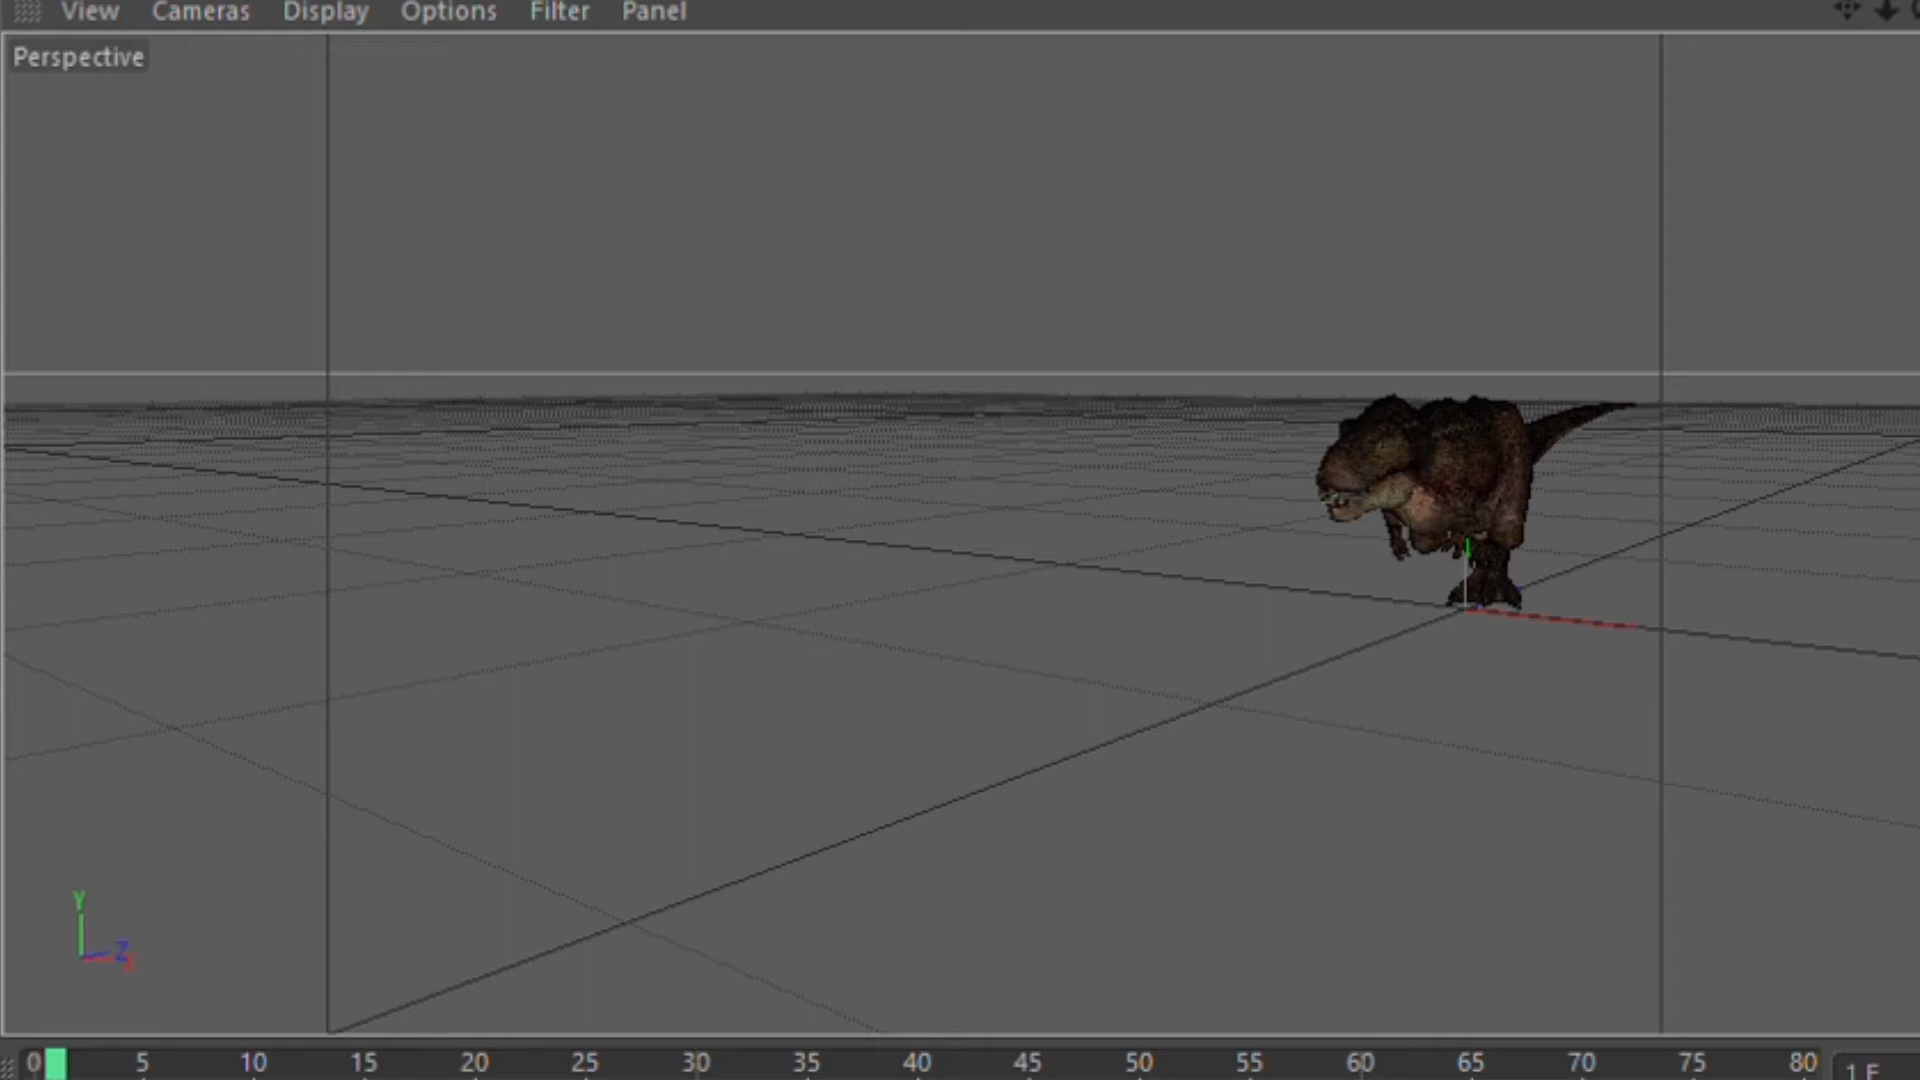 View Cameras Display Options Filter Panel
Perspective
Y
Z
X
0 5 10 15 20 25 30 35 40 45 50 55 60 65 70 75 80 1 F